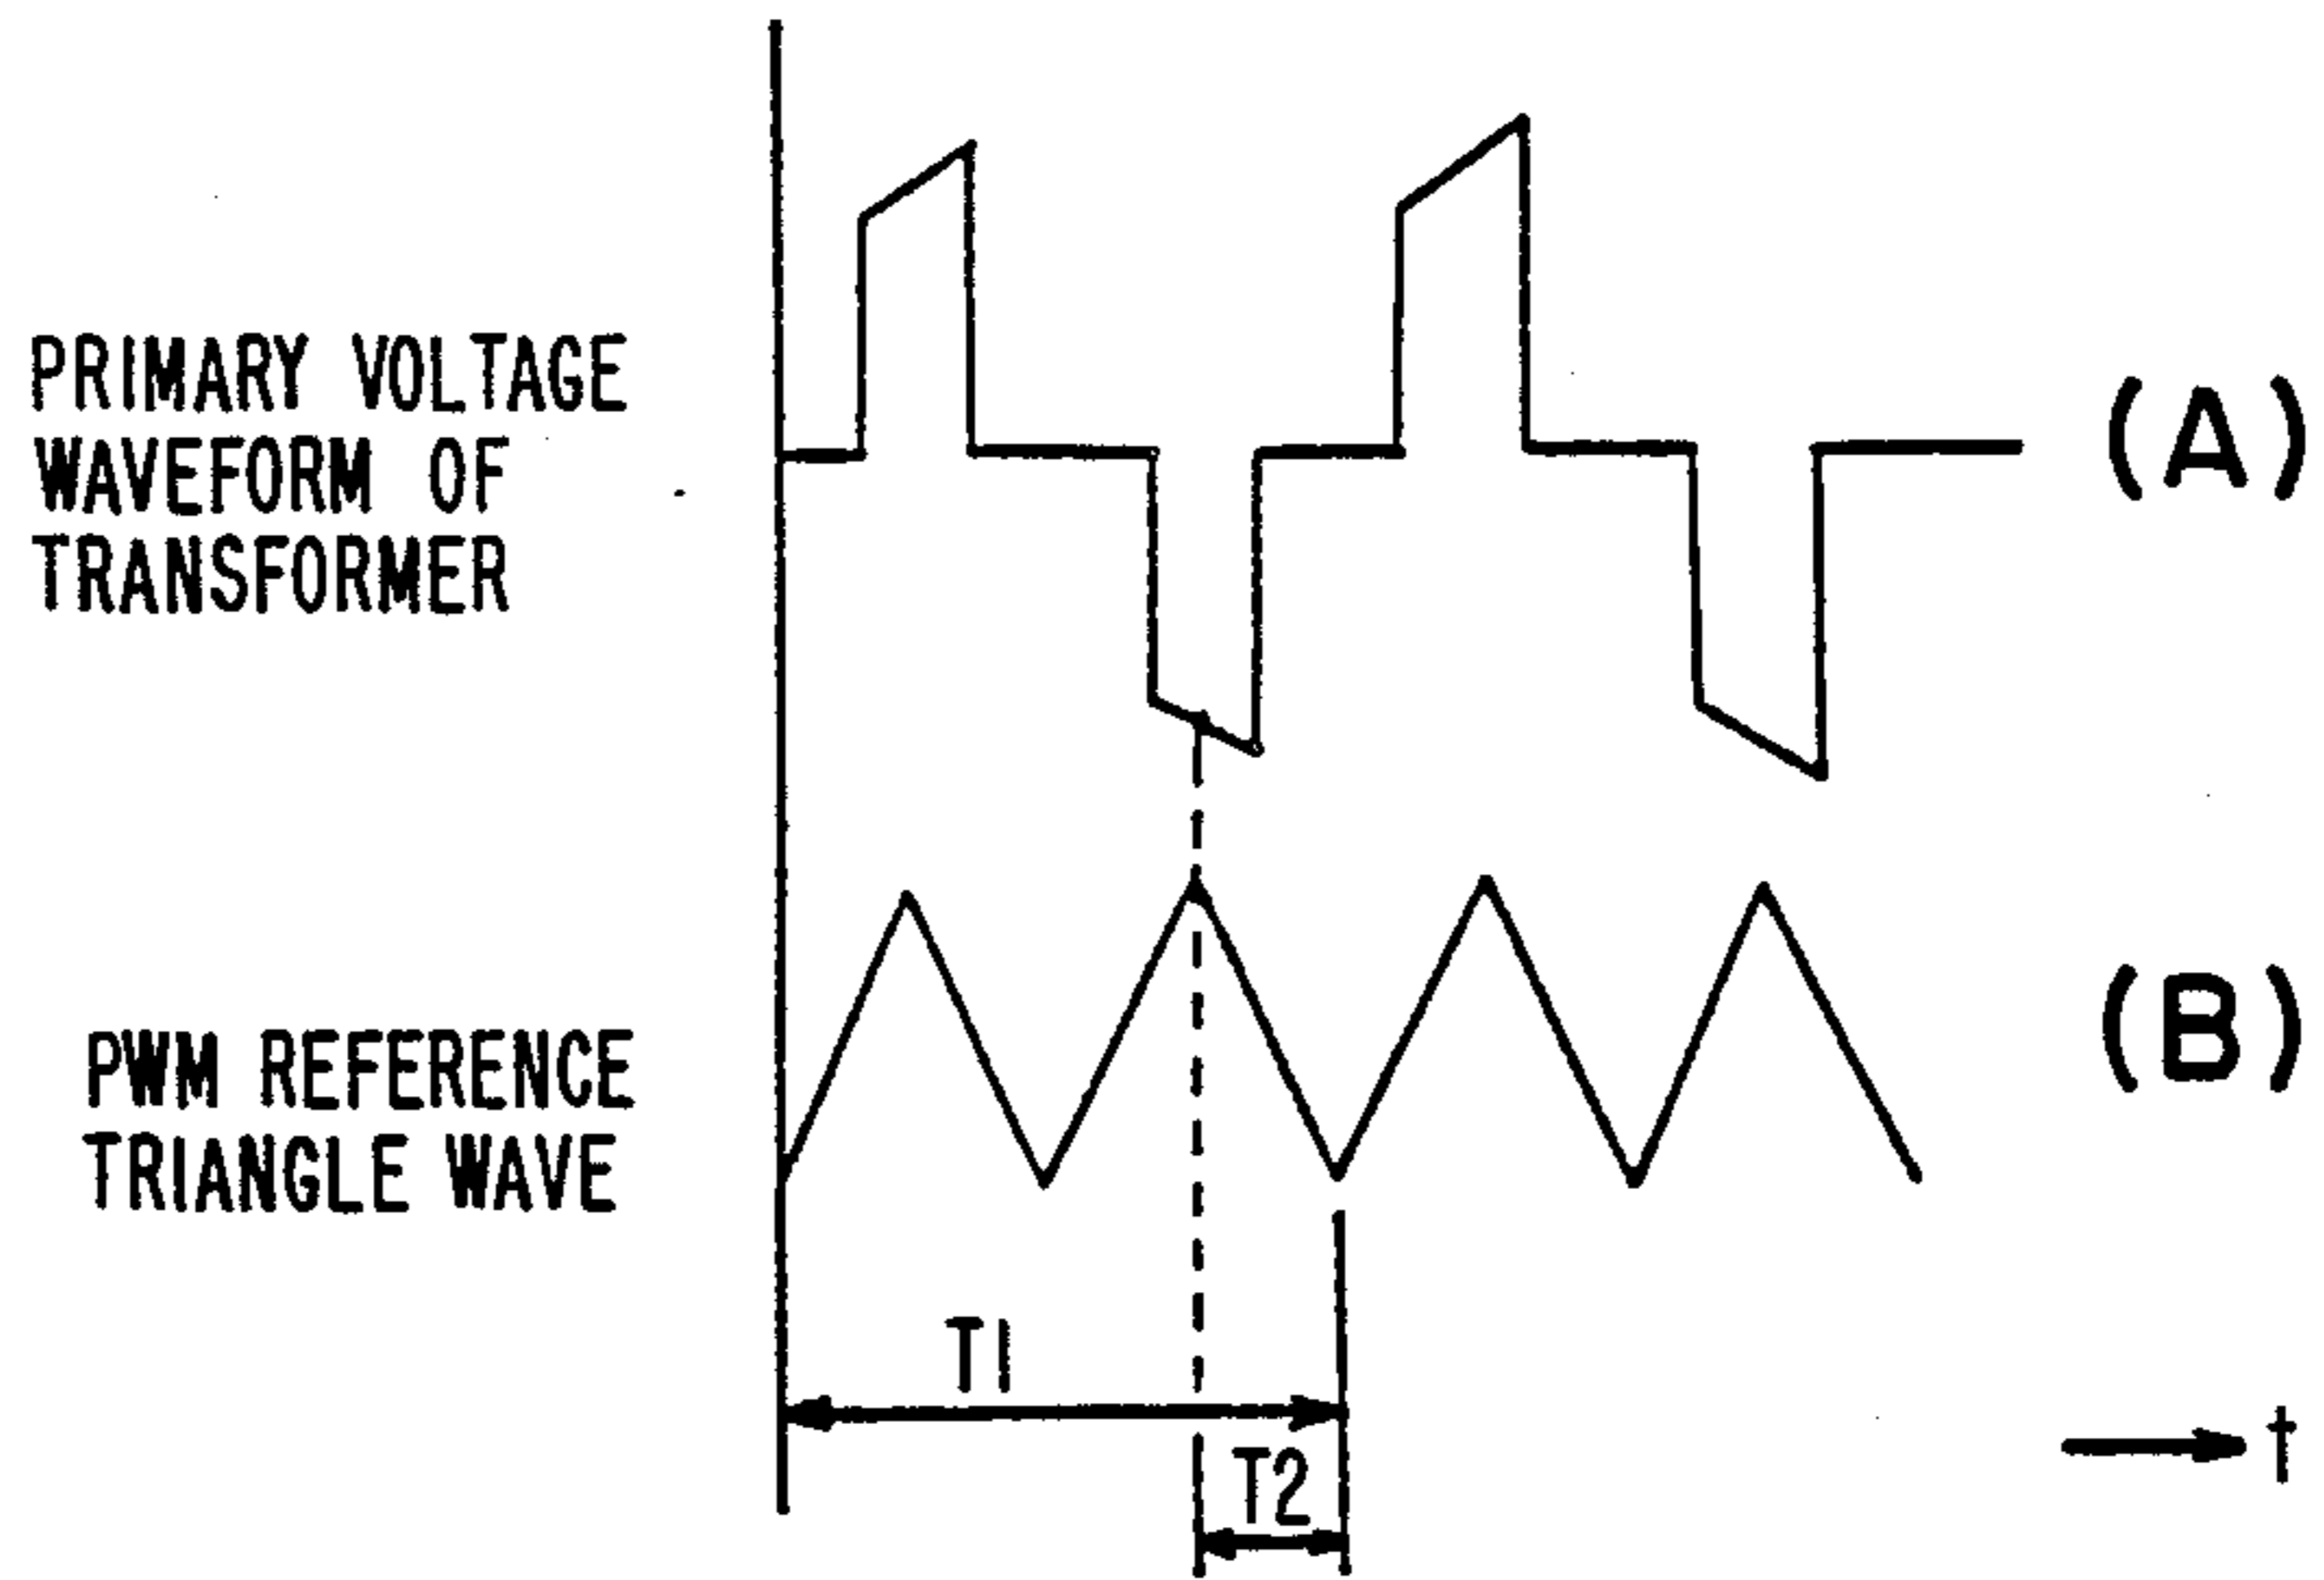 PRIMARY VOLTAGE
WAVEFORM OF
TRANSFORMER
(A)
PWM REFERENCE
TRIANGLE WAVE
(B)
T1
T2
t